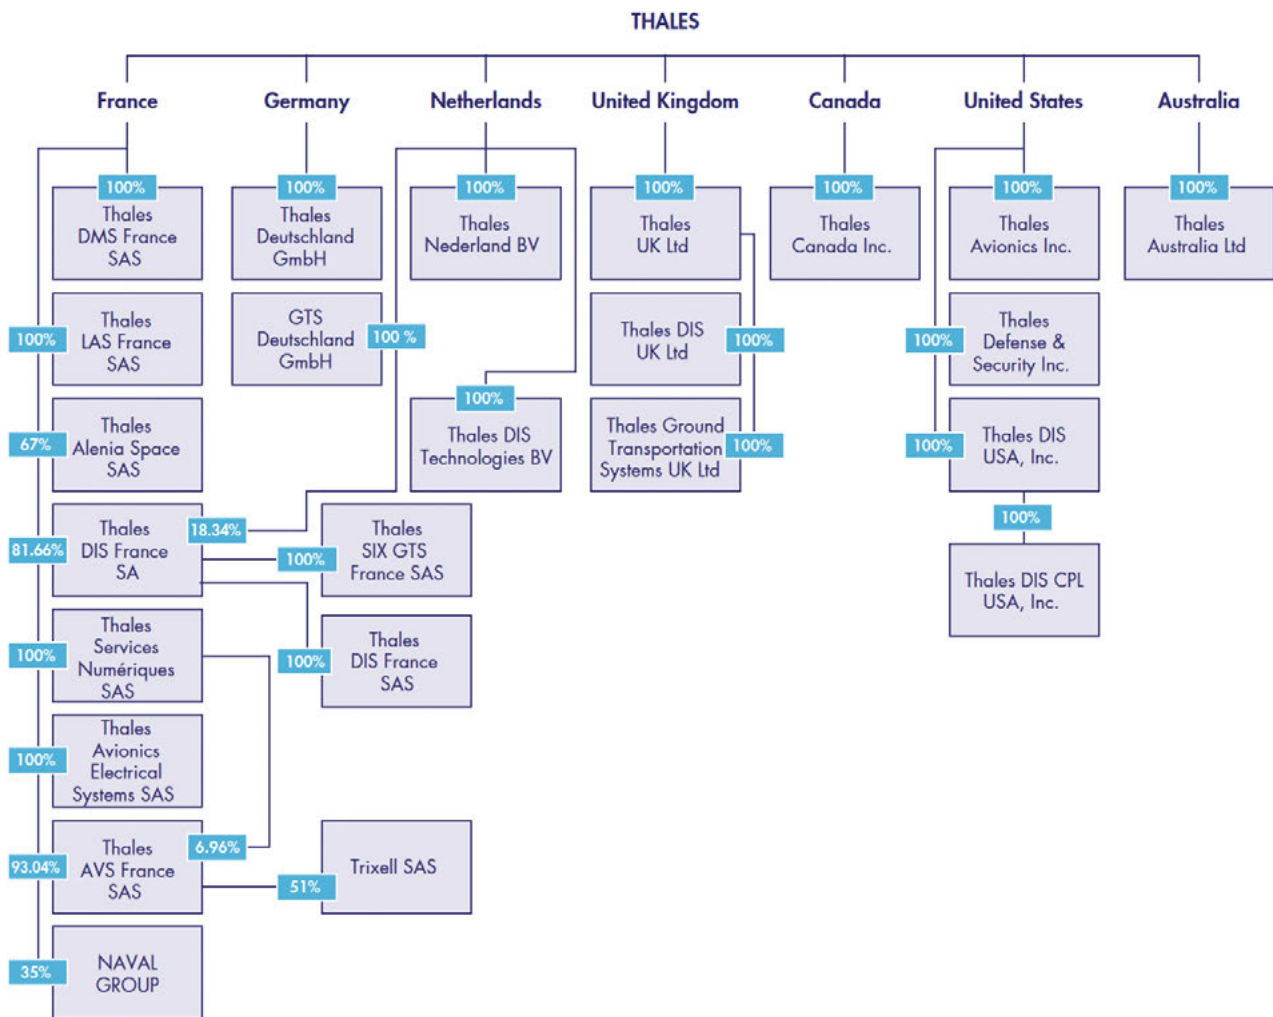 THALES
France
Germany
Netherlands
United Kingdom
Canada
United States
Australia
100%
100%
100%
100%
100%
100%
100%
Thales
DMS France
SAS
Thales
Deutschland
GmbH
Thales
Nederland BV
Thales
UK Ltd
Thales
Canada Inc.
Thales
Avionics Inc.
Thales
Australia Ltd
100%
Thales
LAS France
SAS
GTS
Deutschland
GmbH
100 %
Thales DIS
UK Ltd
100%
100%
Thales
Defense &
Security Inc.
67%
Thales
Alenia Space
SAS
100%
Thales DIS
Technologies BV
Thales Ground
Transportation
Systems UK Ltd
100%
100%
Thales DIS
USA, Inc.
81.66%
Thales
DIS France
SA
18.34%
100%
Thales
SIX GTS
France SAS
100%
Thales DIS CPL
USA, Inc.
100%
Thales
Services
Numériques
SAS
100%
Thales
DIS France
SAS
100%
Thales
Avionics
Electrical
Systems SAS
93.04%
Thales
AVS France
SAS
6.96%
51%
Trixell SAS
35%
NAVAL
GROUP